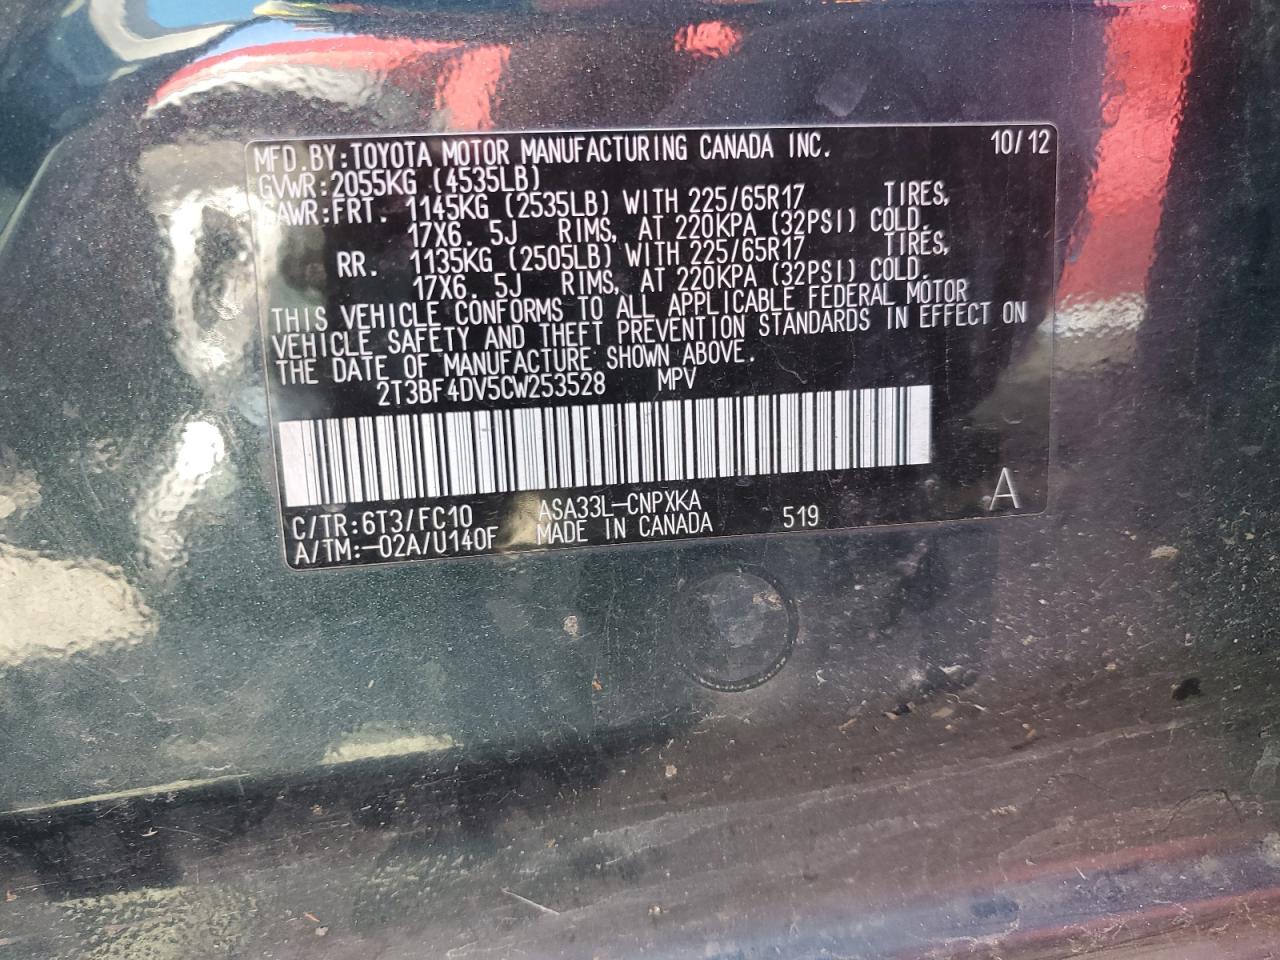 MFD.BY:TOYOTA MOTOR MANUFACTURING CANADA INC. 10/12
GVWR:2055KG (4535LB)
GAWR:FRT. 1145KG (2535LB) WITH 225/65R17 TIRES,
17X6.5J RIMS, AT 220KPA (32PSI) COLD.
RR. 1135KG (2505LB) WITH 225/65R17 TIRES,
17X6.5J RIMS, AT 220KPA (32PSI) COLD.
THIS VEHICLE CONFORMS TO ALL APPLICABLE FEDERAL MOTOR
VEHICLE SAFETY AND THEFT PREVENTION STANDARDS IN EFFECT ON
THE DATE OF MANUFACTURE SHOWN ABOVE.
2T3BF4DV5CW253528 MPV
C/TR:6T3/FC10 ASA33L-CNPXKA
A/TM:-02A/U140F MADE IN CANADA 519 A